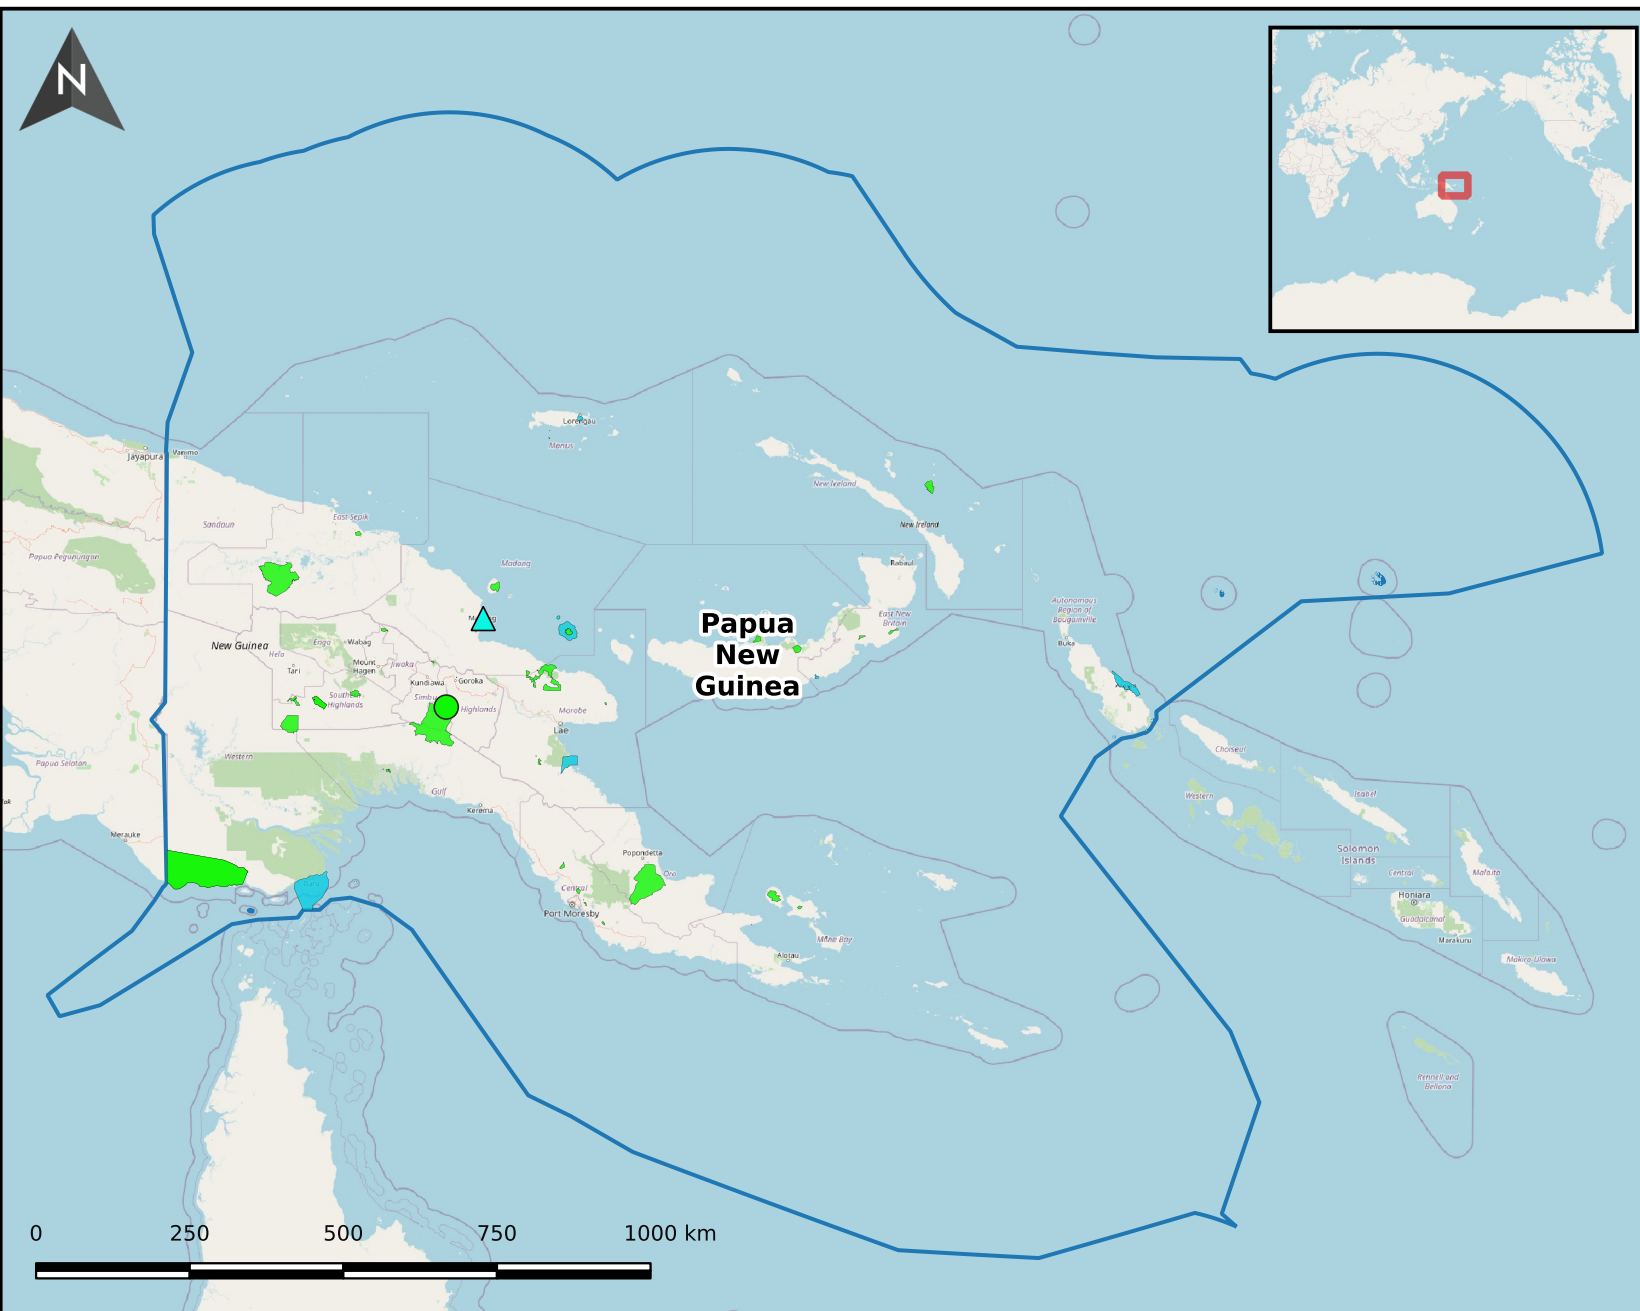 N
Lorengau
Manus
Jayapura
Vanimo
New Ireland
Sandaun
East Sepik
New Ireland
Papua Pegunungan
Madang
Rabaul
Autonomous
Region of
Bougainville
East New
Britain
Papua
New
Guinea
New Guinea
Enga
Wabag
Hela
Buka
Tari
Mount
Hagen
Jiwaka
Kundiawa
Goroka
Southern
Highlands
Simbu
Highlands
Morobe
Lae
Choiseul
Western
Papua Selatan
Gulf
Kerema
Western
Isabel
Merauke
Popondetta
Solomon
Islands
Oro
Central
Malaita
Central
Port Moresby
Honiara
Guadalcanal
Milne Bay
Marakuru
Alotau
Makira-Ulawa
Rennell and
Bellona
0 250 500 750 1000 km